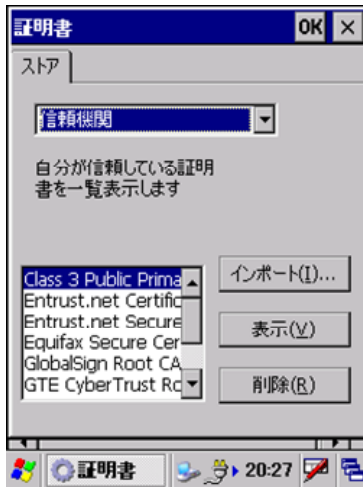 証明書 OK ×
ストア
信頼機関
自分が信頼している証明
書を一覧表示します
Class 3 Public Prima
Entrust.net Certific
Entrust.net Secure
Equifax Secure Cer
GlobalSign Root CA
GTE CyberTrust Ro
インポート(I)...
表示(V)
削除(R)
証明書 20:27